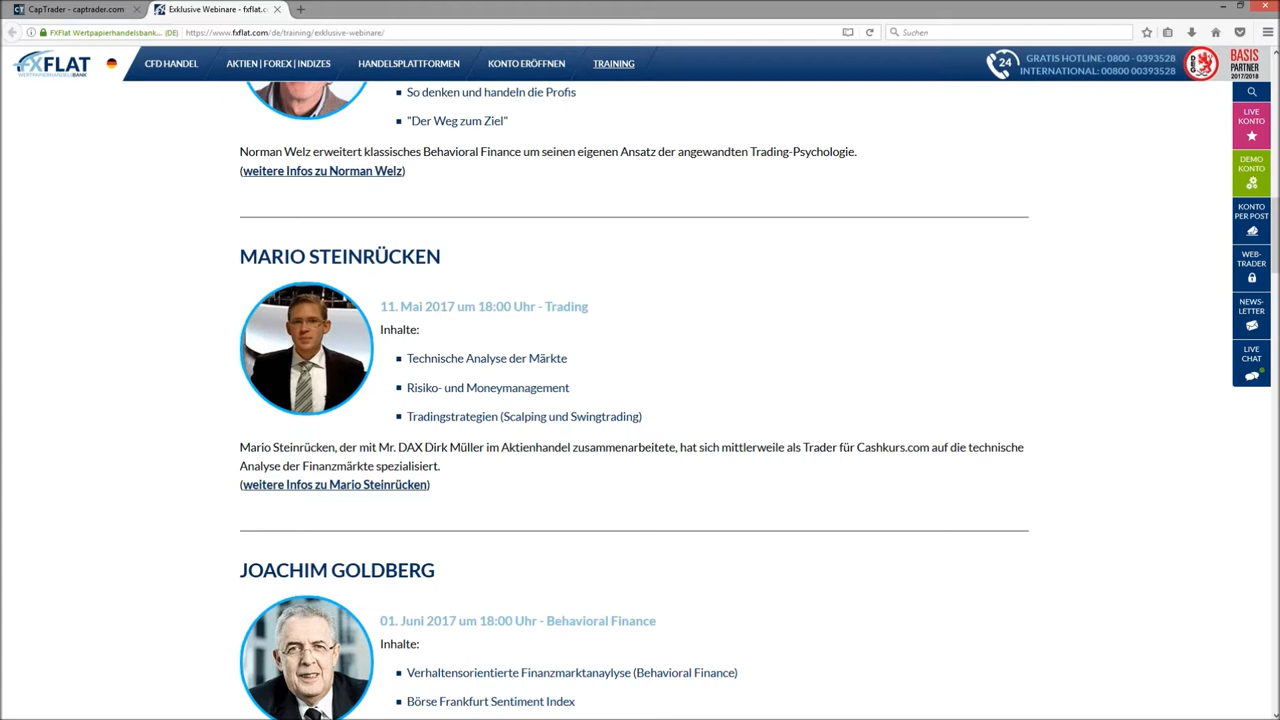 CapTrader - captrader.com
Exklusive Webinare - fxflat.c
FXFlat Wertpapierhandelsbank... (DE)
https://www.fxflat.com/de/training/exklusive-webinare/
Suchen
FXFLAT
WERTPAPIERHANDELSBANK
CFD HANDEL
AKTIEN | FOREX | INDIZES
HANDELSPLATTFORMEN
KONTO ERÖFFNEN
TRAINING
24
GRATIS HOTLINE: 0800 - 0393528
INTERNATIONAL: 00800 00393528
DEG
BASIS
PARTNER
2017/2018
So denken und handeln die Profis
"Der Weg zum Ziel"
Norman Welz erweitert klassisches Behavioral Finance um seinen eigenen Ansatz der angewandten Trading-Psychologie.
(weitere Infos zu Norman Welz)
MARIO STEINRÜCKEN
11. Mai 2017 um 18:00 Uhr - Trading
Inhalte:
Technische Analyse der Märkte
Risiko- und Moneymanagement
Tradingstrategien (Scalping und Swingtrading)
Mario Steinrücken, der mit Mr. DAX Dirk Müller im Aktienhandel zusammenarbeitete, hat sich mittlerweile als Trader für Cashkurs.com auf die technische
Analyse der Finanzmärkte spezialisiert.
(weitere Infos zu Mario Steinrücken)
JOACHIM GOLDBERG
01. Juni 2017 um 18:00 Uhr - Behavioral Finance
Inhalte:
Verhaltensorientierte Finanzmarktanaylyse (Behavioral Finance)
Börse Frankfurt Sentiment Index
LIVE
KONTO
DEMO
KONTO
KONTO
PER POST
WEB-
TRADER
NEWS-
LETTER
LIVE
CHAT